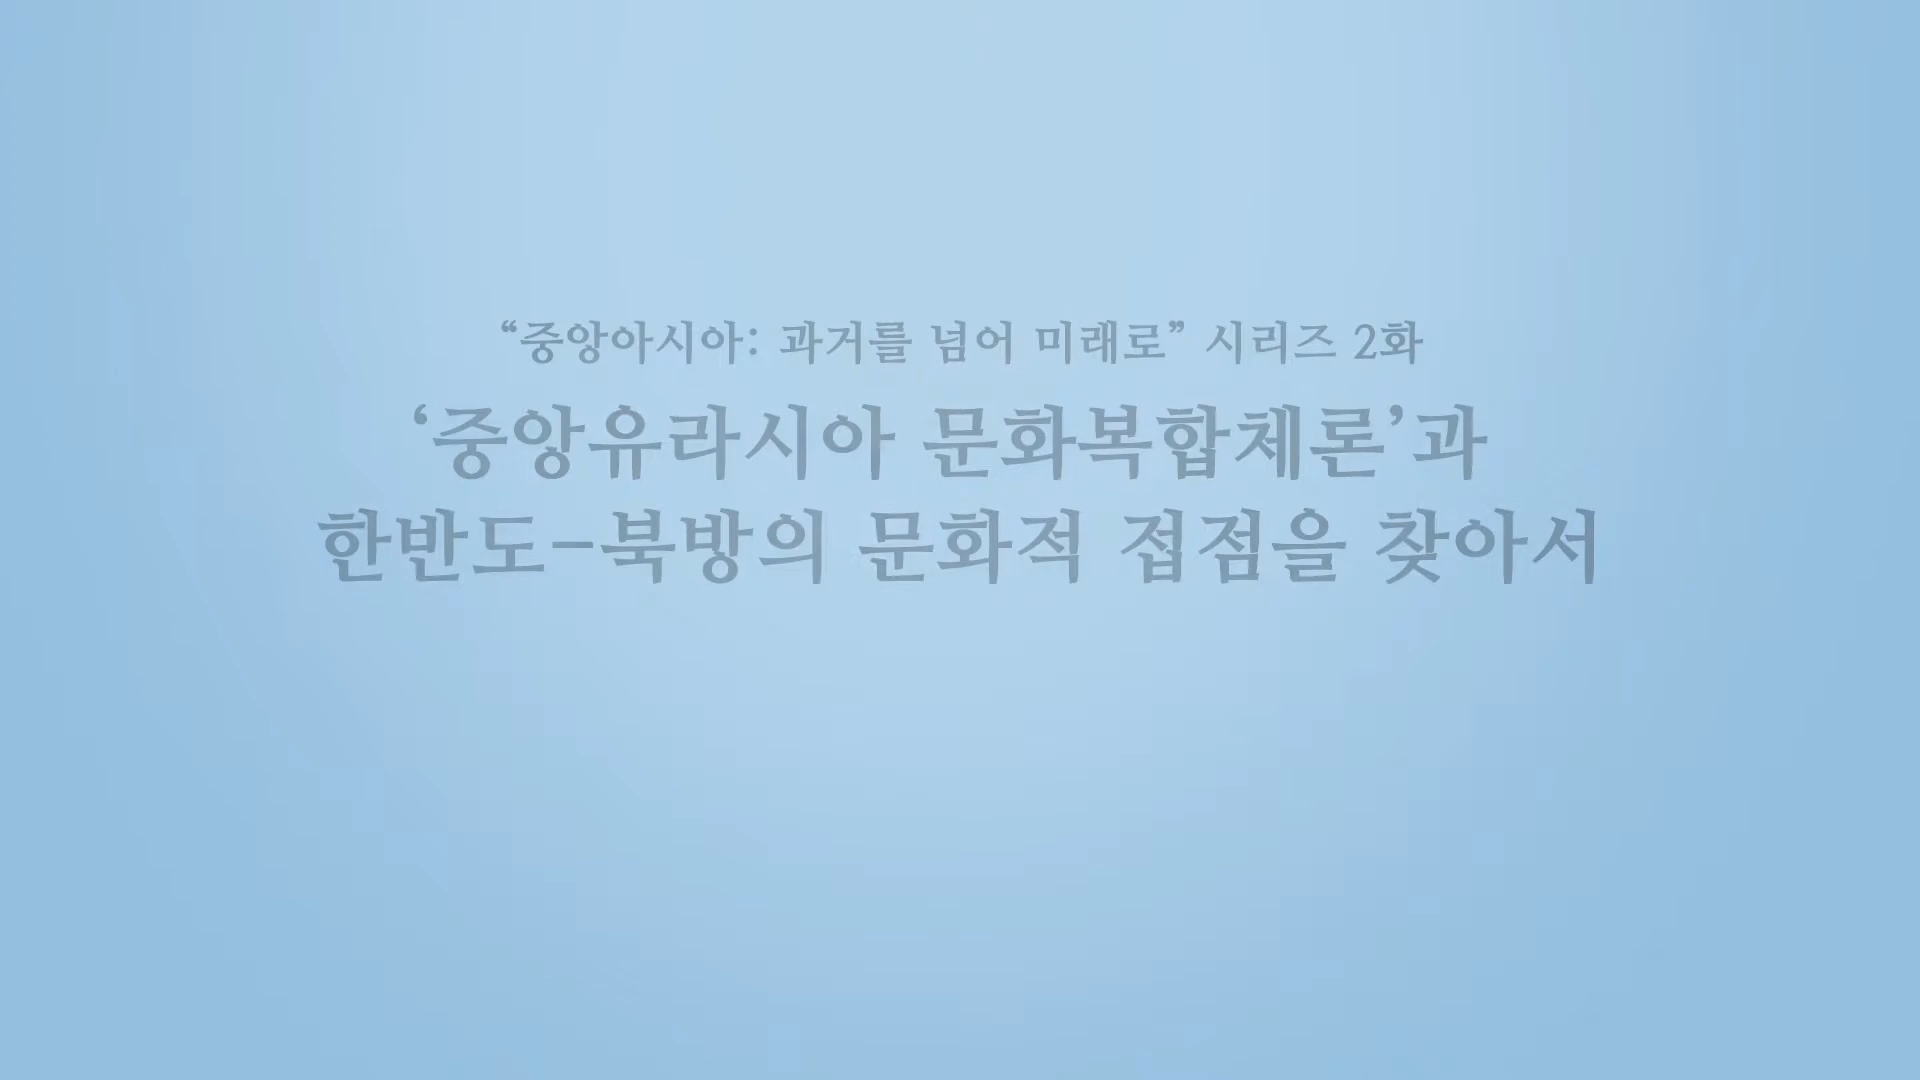 “중앙아시아: 과거를 넘어 미래로” 시리즈 2화
‘중앙유라시아 문화복합체론’과
한반도-북방의 문화적 접점을 찾아서